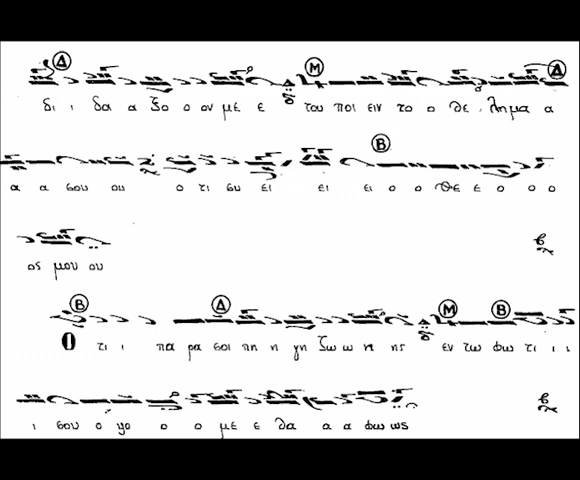 Δ Μ Δ
δι ι δα α ξο ο ον με ε του ποι ειν το ο θε λημα α
Β
α α σου ου ο τι συ ει ει ει ο ο Θε ε ο ο ο
ος μου ου
Β Δ Μ Β
Ο τι ι πα ρα σοι πη η γη ζω ω η ης εν τω φω τι ι ι
ι σου ο ψο ο ο με ε θα α α φω ως